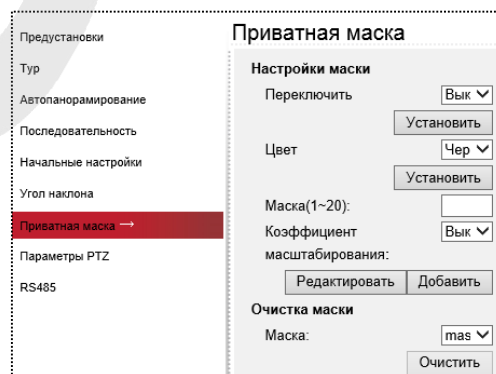 Предустановки
Тур
Автопанорамирование
Последовательность
Начальные настройки
Угол наклона
Приватная маска →
Параметры PTZ
RS485
Приватная маска
Настройки маски
Переключить Вык
Установить
Цвет Чер
Установить
Маска(1~20):
Коэффициент Вык
масштабирования:
Редактировать Добавить
Очистка маски
Маска: mas
Очистить